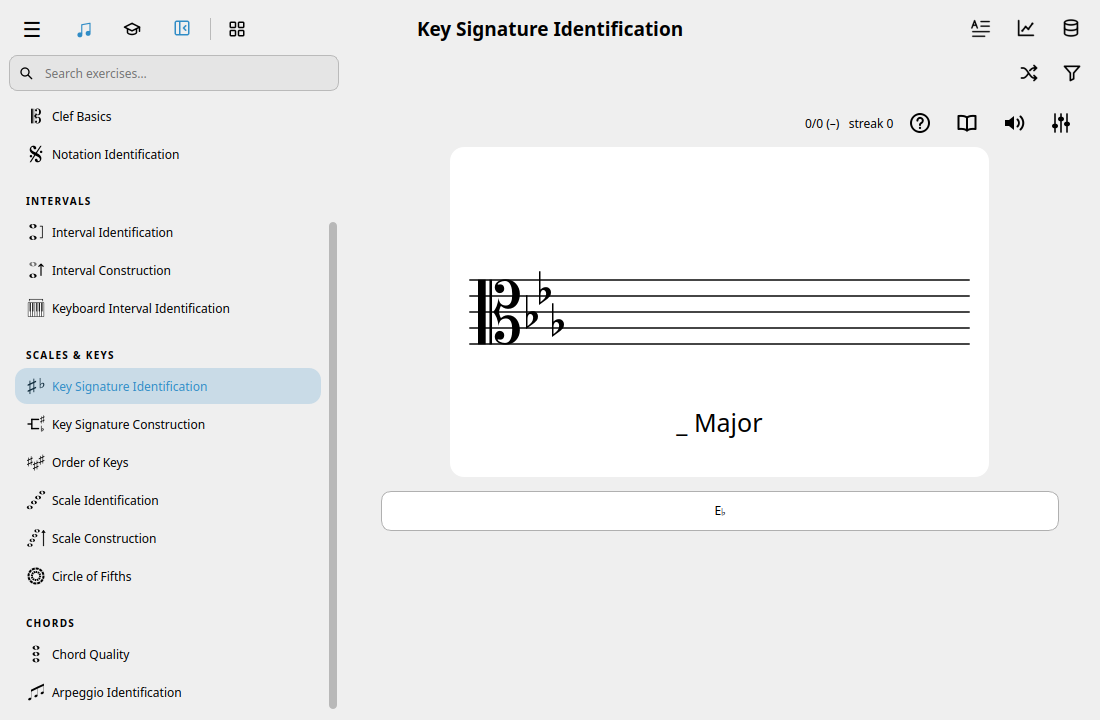 Key Signature Identification
Search exercises...
Clef Basics
Notation Identification
INTERVALS
Interval Identification
Interval Construction
Keyboard Interval Identification
SCALES & KEYS
Key Signature Identification
Key Signature Construction
Order of Keys
Scale Identification
Scale Construction
Circle of Fifths
CHORDS
Chord Quality
Arpeggio Identification
0/0 (–) streak 0
_ Major
E♭